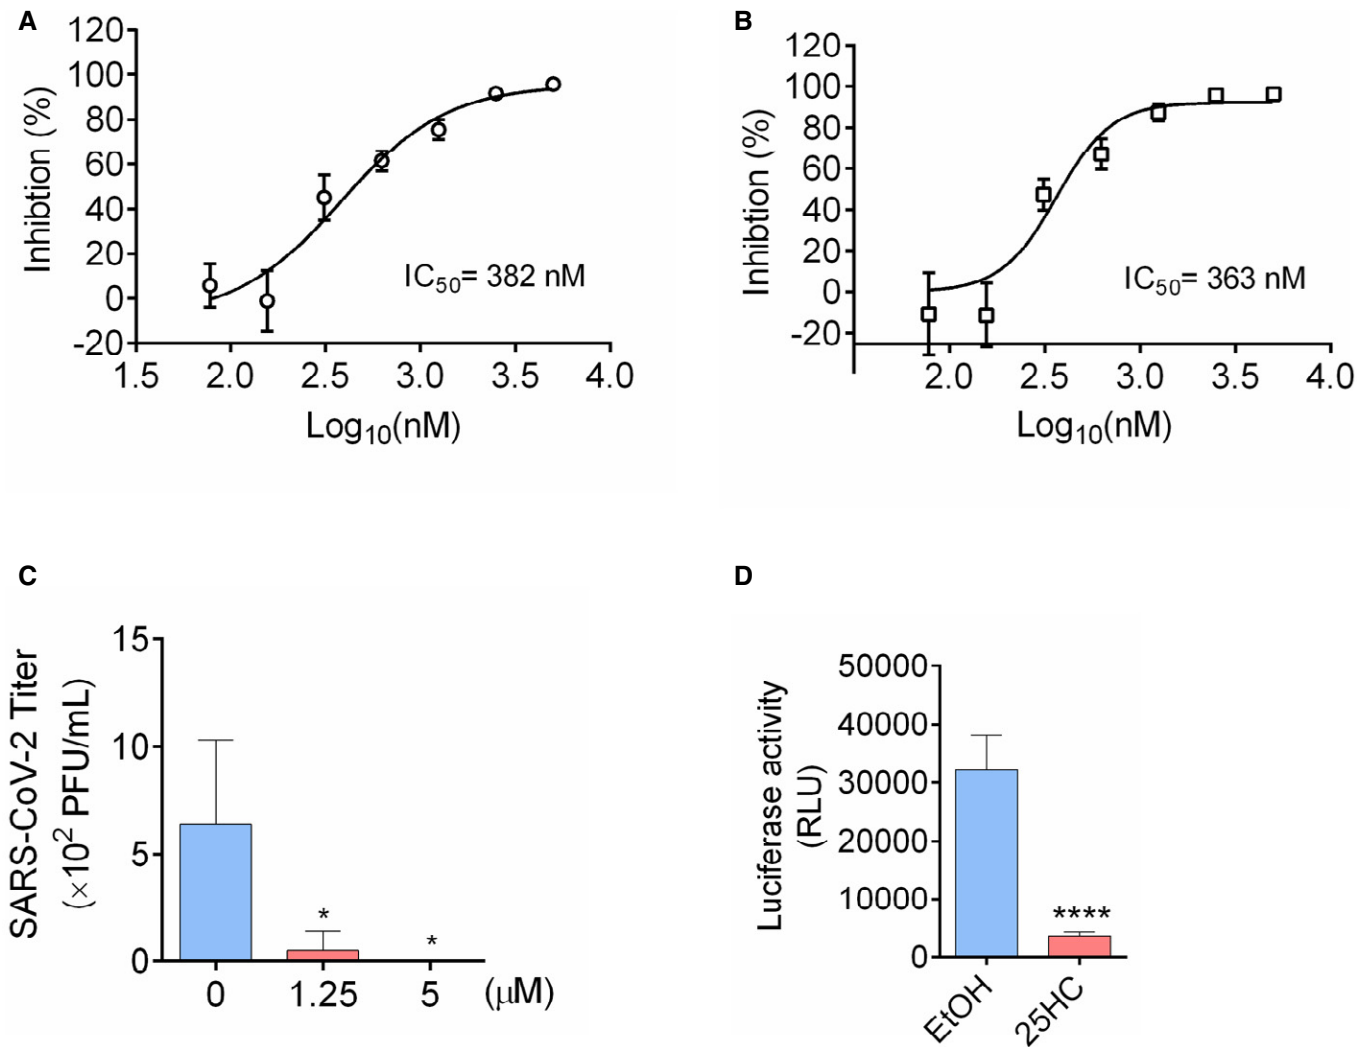 A
120
100
80
60
40
20
0
-20
Inhibtion (%)
IC50= 382 nM
1.5 2.0 2.5 3.0 3.5 4.0
Log10(nM)
B
120
100
80
60
40
20
0
-20
Inhibtion (%)
IC50= 363 nM
2.0 2.5 3.0 3.5 4.0
Log10(nM)
C
SARS-CoV-2 Titer
(×10² PFU/mL)
15
10
5
0
*
*
0 1.25 5 (μM)
D
Luciferase activity
(RLU)
50000
40000
30000
20000
10000
0
****
EtOH
25HC